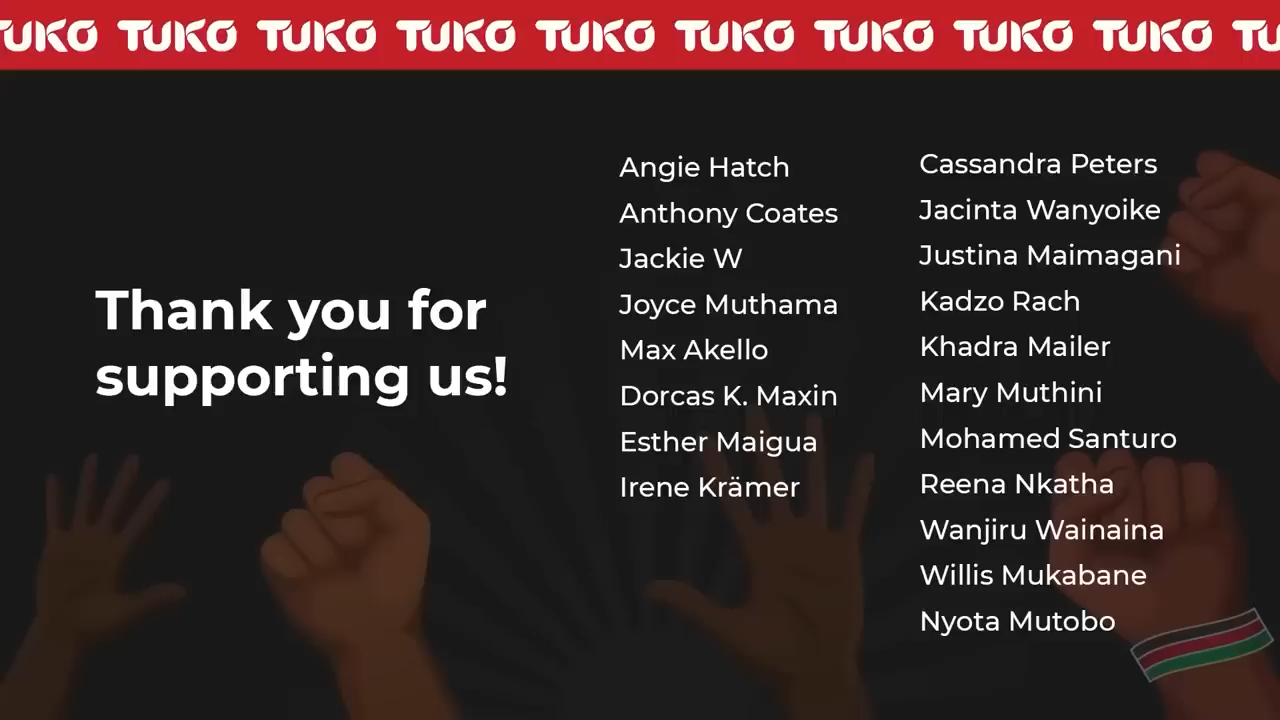 TUKO TUKO TUKO TUKO TUKO TUKO TUKO TUKO TUKO TU
Thank you for
supporting us!
Angie Hatch
Anthony Coates
Jackie W
Joyce Muthama
Max Akello
Dorcas K. Maxin
Esther Maigua
Irene Krämer
Cassandra Peters
Jacinta Wanyoike
Justina Maimagani
Kadzo Rach
Khadra Mailer
Mary Muthini
Mohamed Santuro
Reena Nkatha
Wanjiru Wainaina
Willis Mukabane
Nyota Mutobo